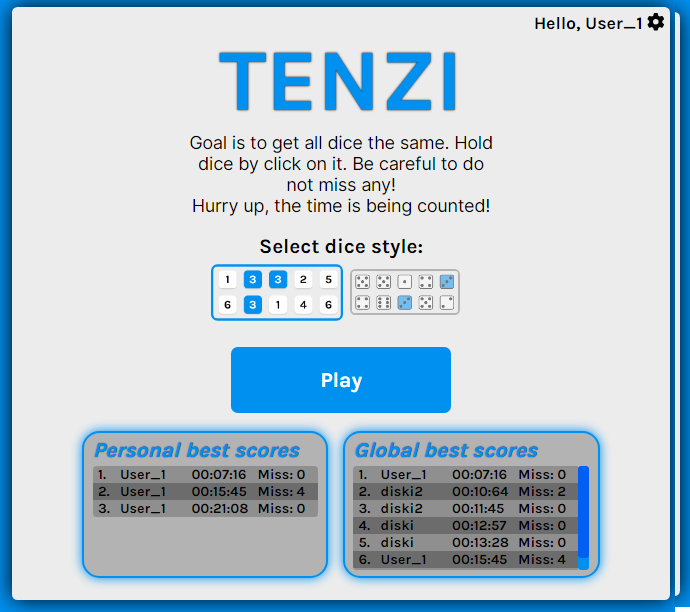 Hello, User_1
TENZI
Goal is to get all dice the same. Hold
dice by click on it. Be careful to do
not miss any!
Hurry up, the time is being counted!
Select dice style:
1 3 3 2 5
6 3 1 4 6
Play
Personal best scores
1. User_1 00:07:16 Miss: 0
2. User_1 00:15:45 Miss: 4
3. User_1 00:21:08 Miss: 0
Global best scores
1. User_1 00:07:16 Miss: 0
2. diski2 00:10:64 Miss: 2
3. diski2 00:11:45 Miss: 0
4. diski 00:12:57 Miss: 0
5. diski 00:13:28 Miss: 0
6. User_1 00:15:45 Miss: 4